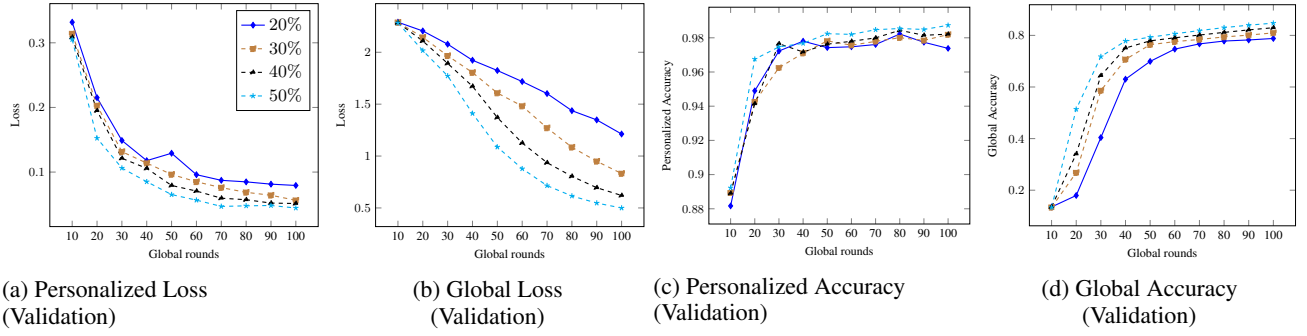 0.3
0.2
0.1
Loss
10 20 30 40 50 60 70 80 90 100
Global rounds
20%
30%
40%
50%
(a) Personalized Loss
(Validation)
2
1.5
1
0.5
Loss
10 20 30 40 50 60 70 80 90 100
Global rounds
(b) Global Loss
(Validation)
0.98
0.96
0.94
0.92
0.9
0.88
Personalized Accuracy
10 20 30 40 50 60 70 80 90 100
Global rounds
(c) Personalized Accuracy
(Validation)
0.8
0.6
0.4
0.2
Global Accuracy
10 20 30 40 50 60 70 80 90 100
Global rounds
(d) Global Accuracy
(Validation)